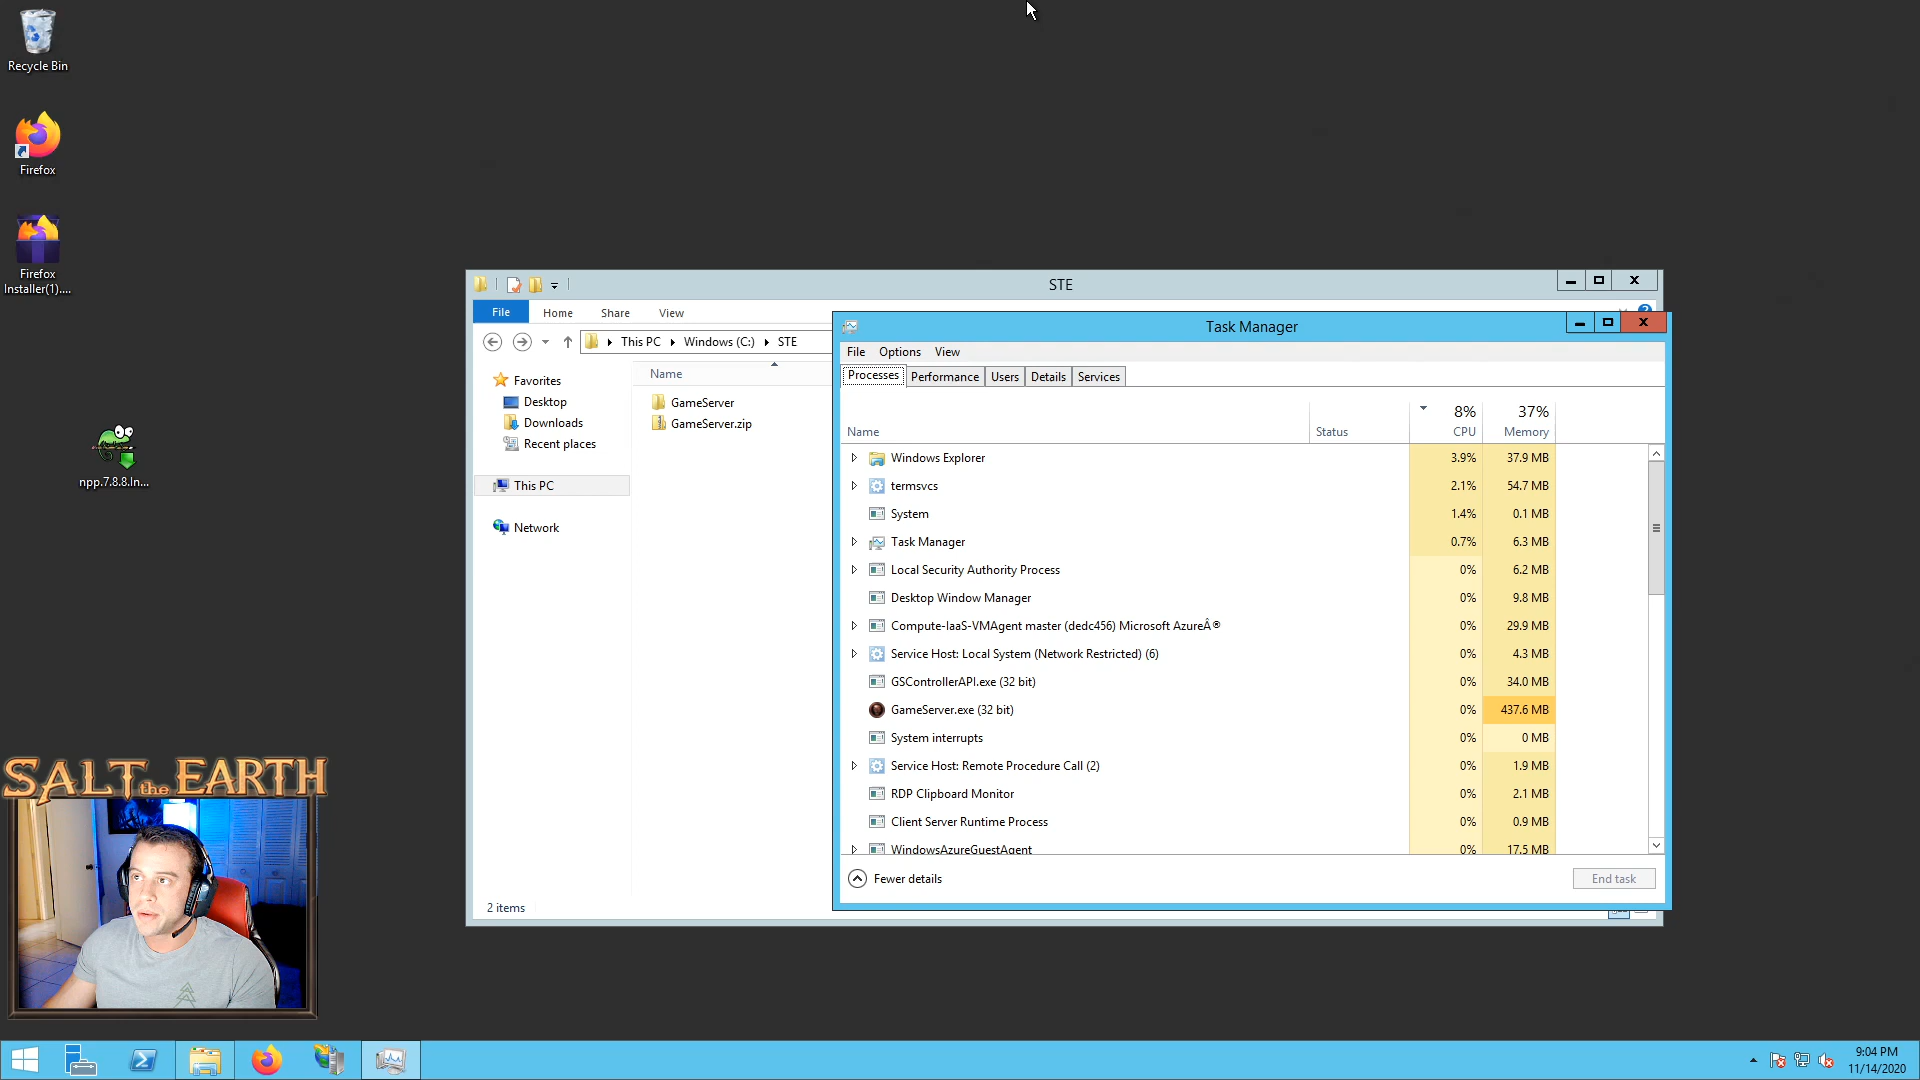 Recycle Bin
Firefox
Firefox
Installer(1)....
npp.7.8.8.In...
STE
File
Home
Share
View
This PC
Windows (C:)
STE
Favorites
Desktop
Downloads
Recent places
This PC
Network
Name
GameServer
GameServer.zip
2 items
Task Manager
File
Options
View
Processes
Performance
Users
Details
Services
8%
37%
Name
Status
CPU
Memory
Windows Explorer 3.9% 37.9 MB
termsvcs 2.1% 54.7 MB
System 1.4% 0.1 MB
Task Manager 0.7% 6.3 MB
Local Security Authority Process 0% 6.2 MB
Desktop Window Manager 0% 9.8 MB
Compute-IaaS-VMAgent master (dedc456) Microsoft AzureÂ® 0% 29.9 MB
Service Host: Local System (Network Restricted) (6) 0% 4.3 MB
GSControllerAPI.exe (32 bit) 0% 34.0 MB
GameServer.exe (32 bit) 0% 437.6 MB
System interrupts 0% 0 MB
Service Host: Remote Procedure Call (2) 0% 1.9 MB
RDP Clipboard Monitor 0% 2.1 MB
Client Server Runtime Process 0% 0.9 MB
WindowsAzureGuestAgent 0% 17.5 MB
Fewer details
End task
SALT the EARTH
9:04 PM
11/14/2020